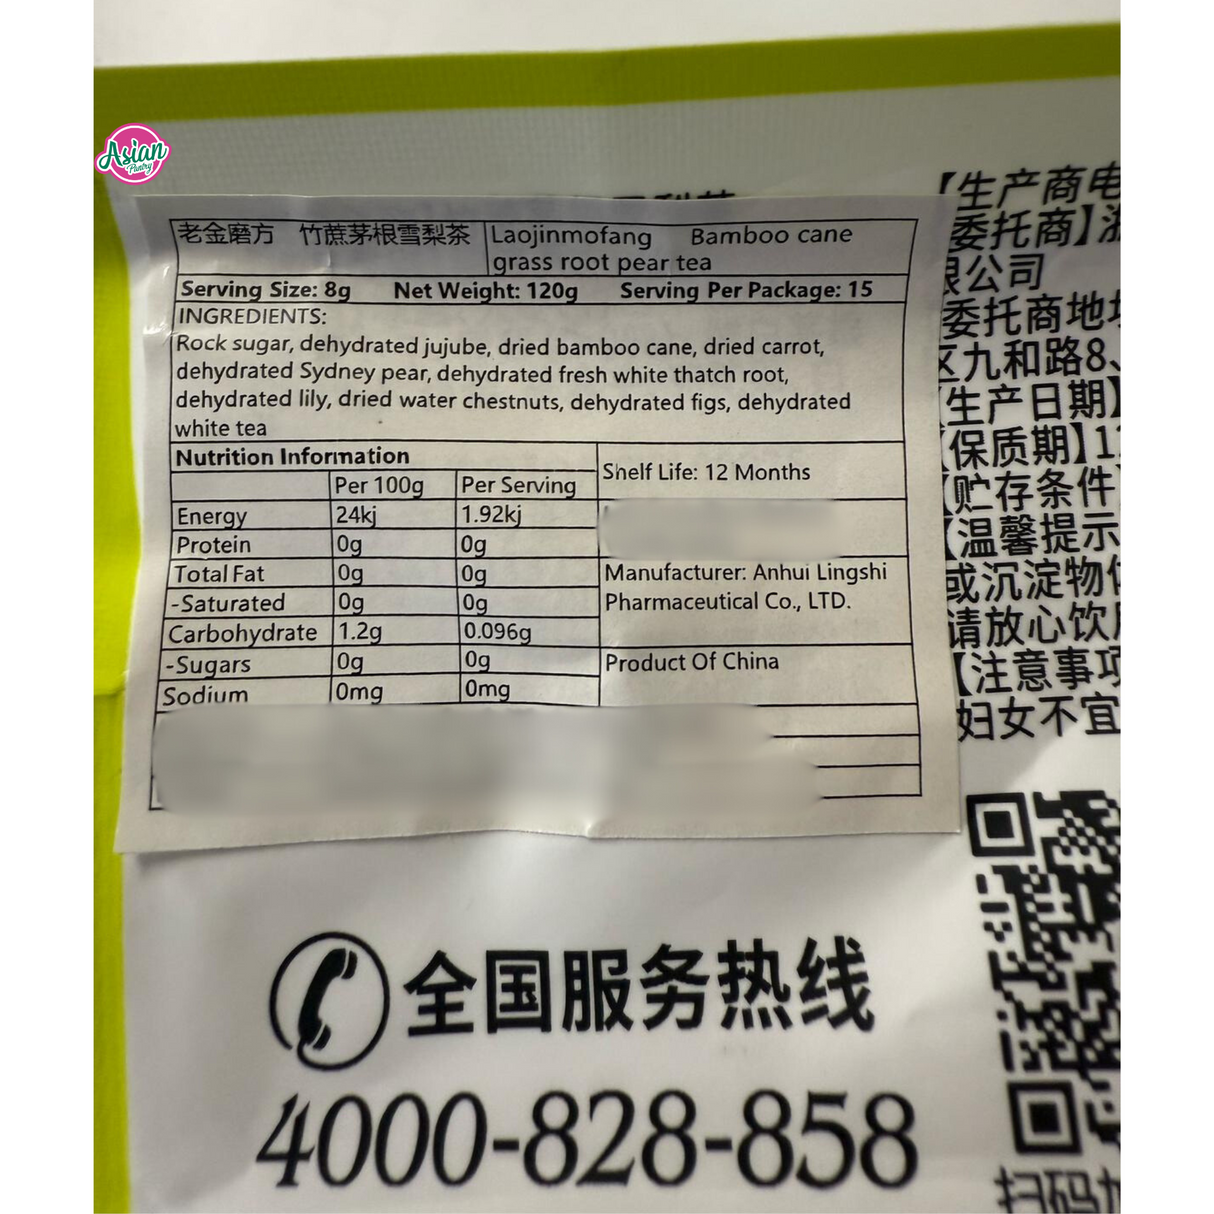 Asian
Pantry
【生产商电
委托商】浙
限公司
委托商地址
区九和路8、
【生产日期】
【保质期】1
【贮存条件】
【温馨提示
或沉淀物
请放心饮
【注意事项
妇女不宜
老金磨方 竹蔗茅根雪梨茶
Laojinmofang Bamboo cane
grass root pear tea
Serving Size: 8g Net Weight: 120g Serving Per Package: 15
INGREDIENTS:
Rock sugar, dehydrated jujube, dried bamboo cane, dried carrot,
dehydrated Sydney pear, dehydrated fresh white thatch root,
dehydrated lily, dried water chestnuts, dehydrated figs, dehydrated
white tea
Nutrition Information
Per 100g Per Serving
Energy 24kj 1.92kj
Protein 0g 0g
Total Fat 0g 0g
-Saturated 0g 0g
Carbohydrate 1.2g 0.096g
-Sugars 0g 0g
Sodium 0mg 0mg
Shelf Life: 12 Months
Manufacturer: Anhui Lingshi
Pharmaceutical Co., LTD.
Product Of China
全国服务热线
4000-828-858
扫码